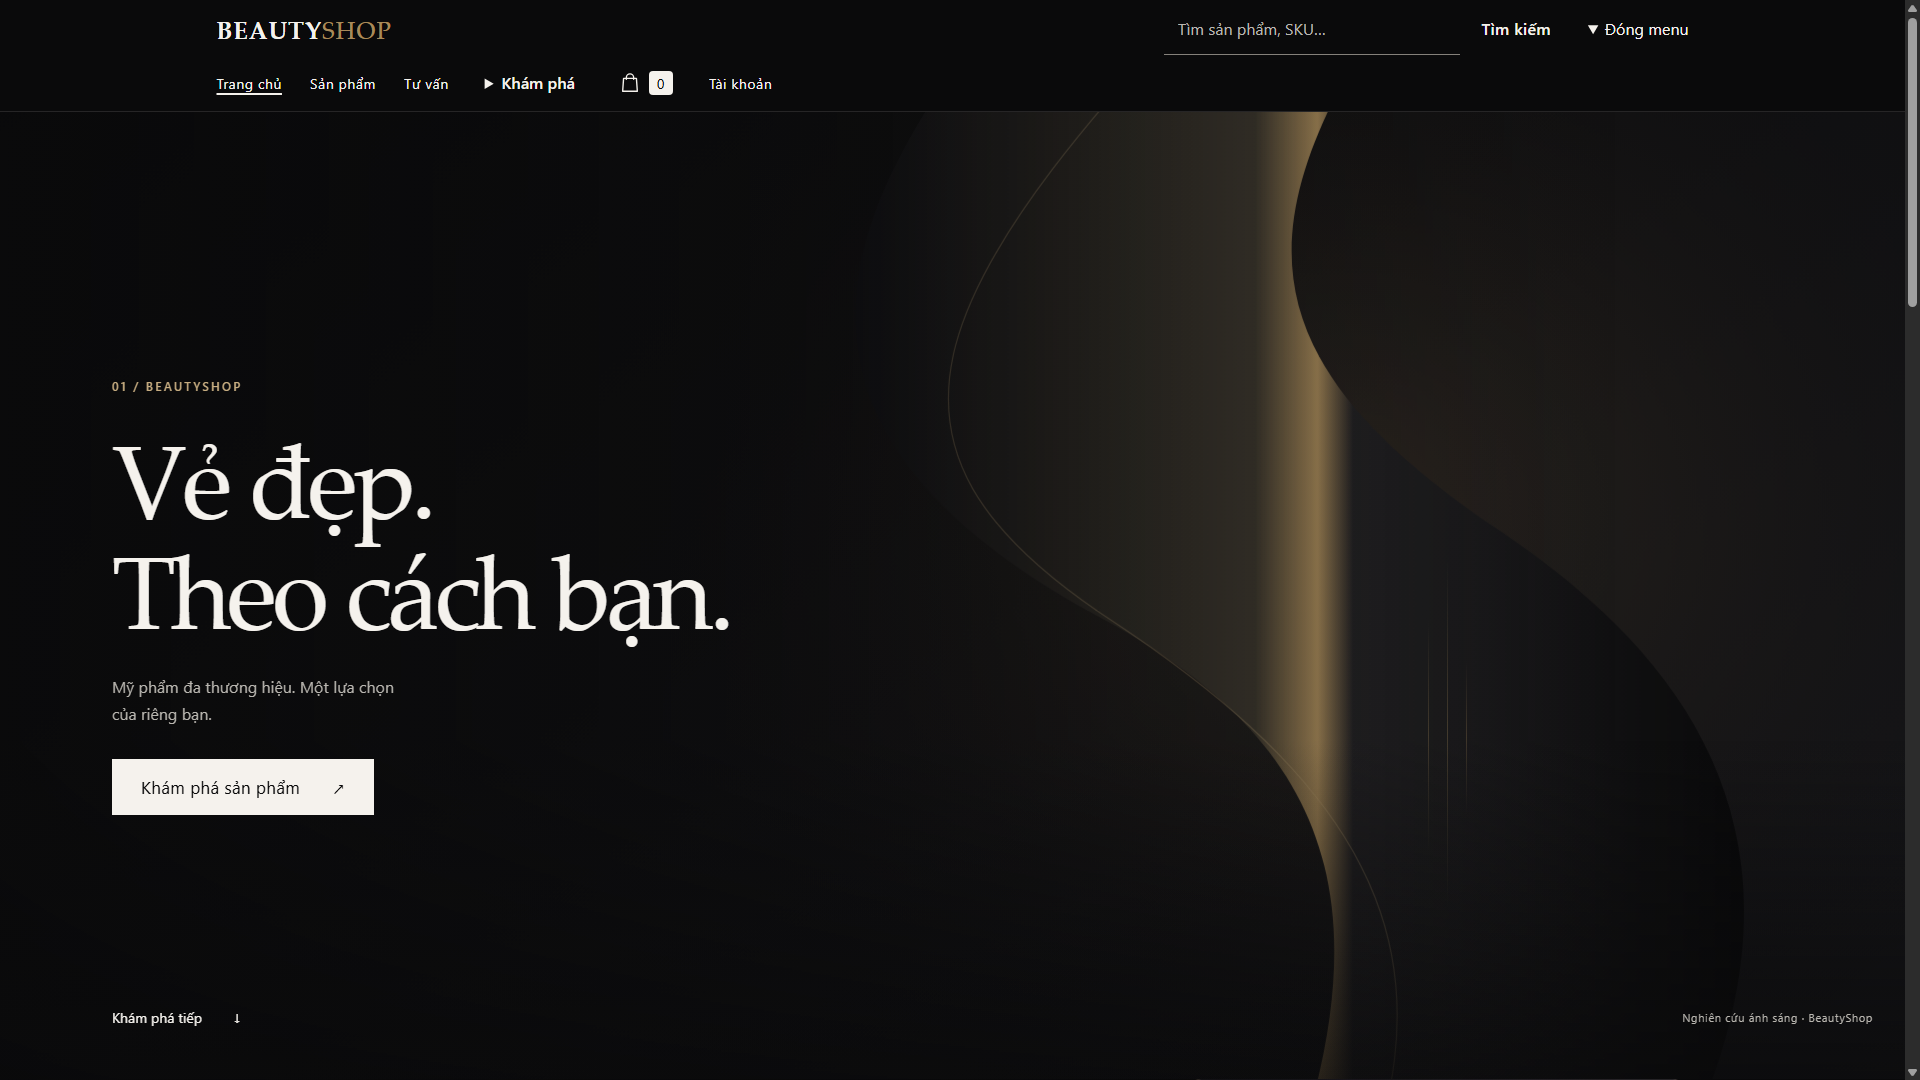 BEAUTYSHOP
Tìm sản phẩm, SKU...
Tìm kiếm
▼ Đóng menu
Trang chủ
Sản phẩm
Tư vấn
▶ Khám phá
0
Tài khoản
01 / BEAUTYSHOP
Vẻ đẹp.
Theo cách bạn.
Mỹ phẩm đa thương hiệu. Một lựa chọn
của riêng bạn.
Khám phá sản phẩm ↗
Khám phá tiếp ↓
Nghiên cứu ánh sáng · BeautyShop